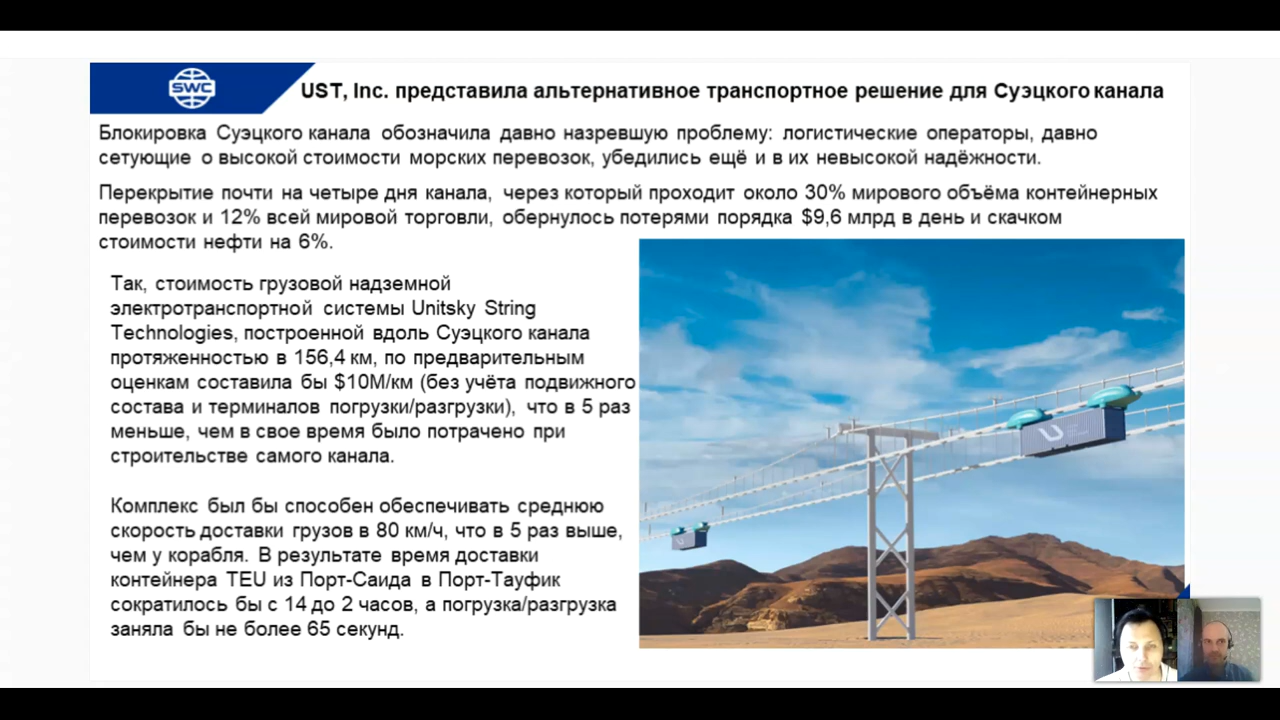 SWC
UST, Inc. представила альтернативное транспортное решение для Суэцкого канала
Блокировка Суэцкого канала обозначила давно назревшую проблему: логистические операторы, давно
сетующие о высокой стоимости морских перевозок, убедились ещё и в их невысокой надёжности.
Перекрытие почти на четыре дня канала, через который проходит около 30% мирового объёма контейнерных
перевозок и 12% всей мировой торговли, обернулось потерями порядка $9,6 млрд в день и скачком
стоимости нефти на 6%.
Так, стоимость грузовой надземной
электротранспортной системы Unitsky String
Technologies, построенной вдоль Суэцкого канала
протяженностью в 156,4 км, по предварительным
оценкам составила бы $10М/км (без учёта подвижного
состава и терминалов погрузки/разгрузки), что в 5 раз
меньше, чем в свое время было потрачено при
строительстве самого канала.
Комплекс был бы способен обеспечивать среднюю
скорость доставки грузов в 80 км/ч, что в 5 раз выше,
чем у корабля. В результате время доставки
контейнера TEU из Порт-Саида в Порт-Тауфик
сократилось бы с 14 до 2 часов, а погрузка/разгрузка
заняла бы не более 65 секунд.